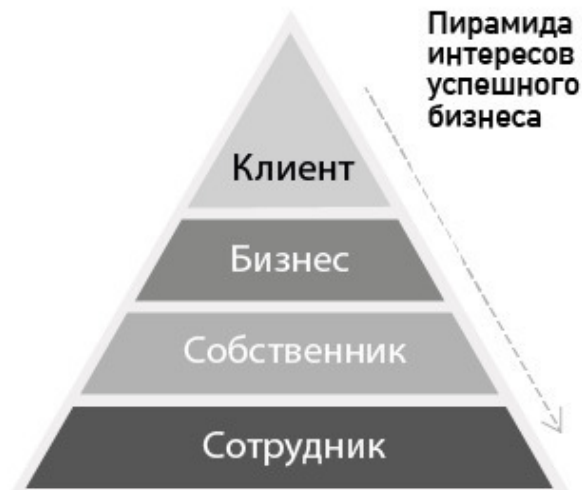 Пирамида
интересов
успешного
бизнеса
Клиент
Бизнес
Собственник
Сотрудник